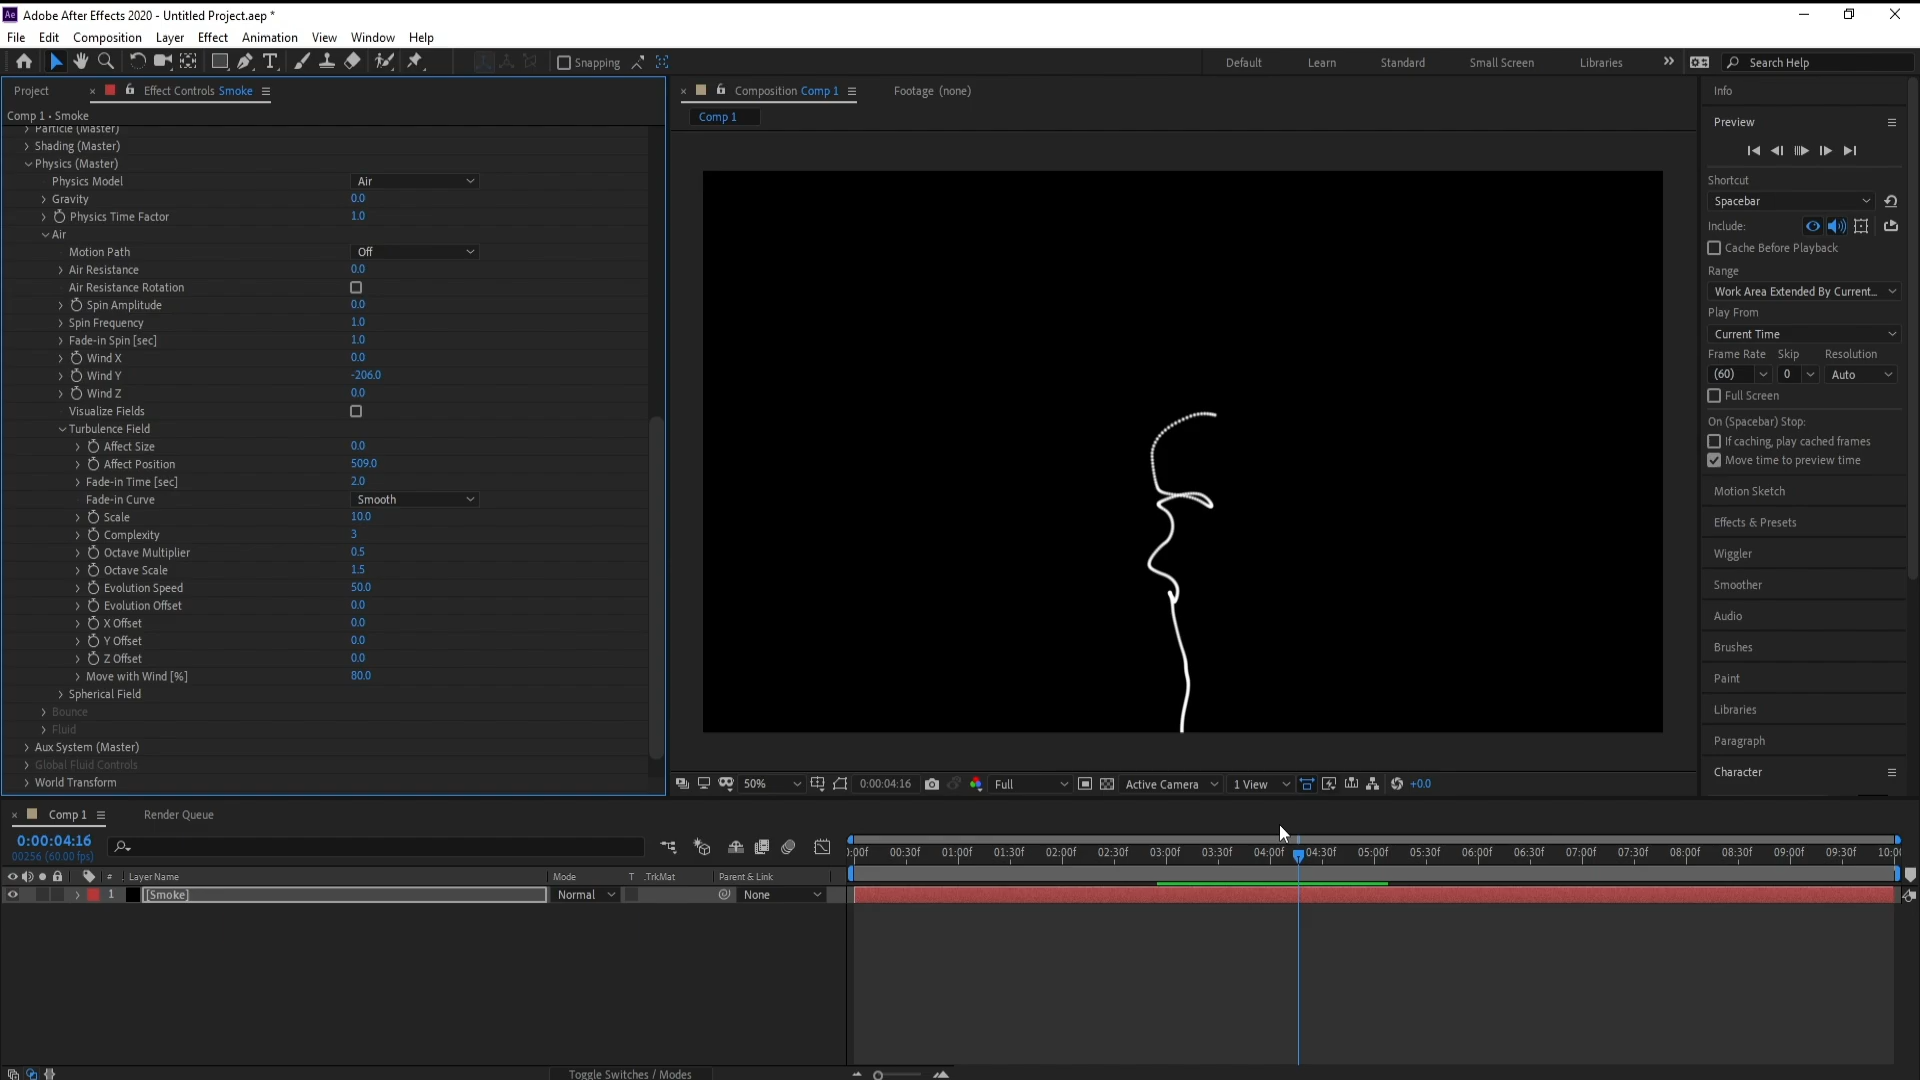 Adobe After Effects 2020 - Untitled Project.aep *
File Edit Composition Layer Effect Animation View Window Help
Snapping Default Learn Standard Small Screen Libraries Search Help
Project Effect Controls Smoke
Comp 1 • Smoke
Particle (Master)
Shading (Master)
Physics (Master)
Physics Model Air
Gravity 0.0
Physics Time Factor 1.0
Air
Motion Path Off
Air Resistance 0.0
Air Resistance Rotation
Spin Amplitude 0.0
Spin Frequency 1.0
Fade-in Spin [sec] 1.0
Wind X 0.0
Wind Y -206.0
Wind Z 0.0
Visualize Fields
Turbulence Field
Affect Size 0.0
Affect Position 509.0
Fade-in Time [sec] 2.0
Fade-in Curve Smooth
Scale 10.0
Complexity 3
Octave Multiplier 0.5
Octave Scale 1.5
Evolution Speed 50.0
Evolution Offset 0.0
X Offset 0.0
Y Offset 0.0
Z Offset 0.0
Move with Wind [%] 80.0
Spherical Field
Bounce
Fluid
Aux System (Master)
Global Fluid Controls
World Transform
Composition Comp 1 Footage (none)
Comp 1
50% 0:00:04:16 Full Active Camera 1 View +0.0
Info
Preview
Shortcut
Spacebar
Include:
Cache Before Playback
Range
Work Area Extended By Current...
Play From
Current Time
Frame Rate Skip Resolution
(60) 0 Auto
Full Screen
On (Spacebar) Stop:
If caching, play cached frames
Move time to preview time
Motion Sketch
Effects & Presets
Wiggler
Smoother
Audio
Brushes
Paint
Libraries
Paragraph
Character
Comp 1 Render Queue
0:00:04:16
00256 (60.00 fps)
):00f 00:30f 01:00f 01:30f 02:00f 02:30f 03:00f 03:30f 04:00f 04:30f 05:00f 05:30f 06:00f 06:30f 07:00f 07:30f 08:00f 08:30f 09:00f 09:30f 10:00
# Layer Name Mode T .TrkMat Parent & Link
1 [Smoke] Normal None
Toggle Switches / Modes